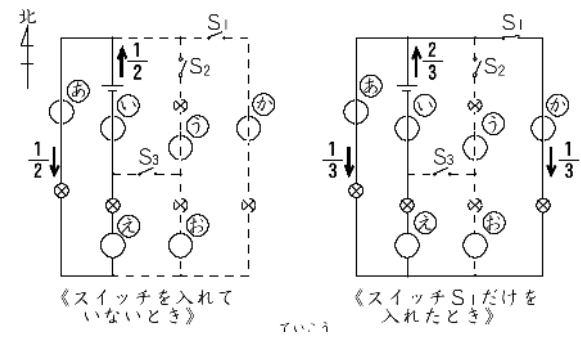 北
S1
1/2
S2
あ
い
う
か
1/2
S3
え
お
《スイッチを入れて
いないとき》
S1
2/3
S2
あ
い
う
か
1/3
S3
1/3
え
お
《スイッチS1だけを
入れたとき》
ていこう